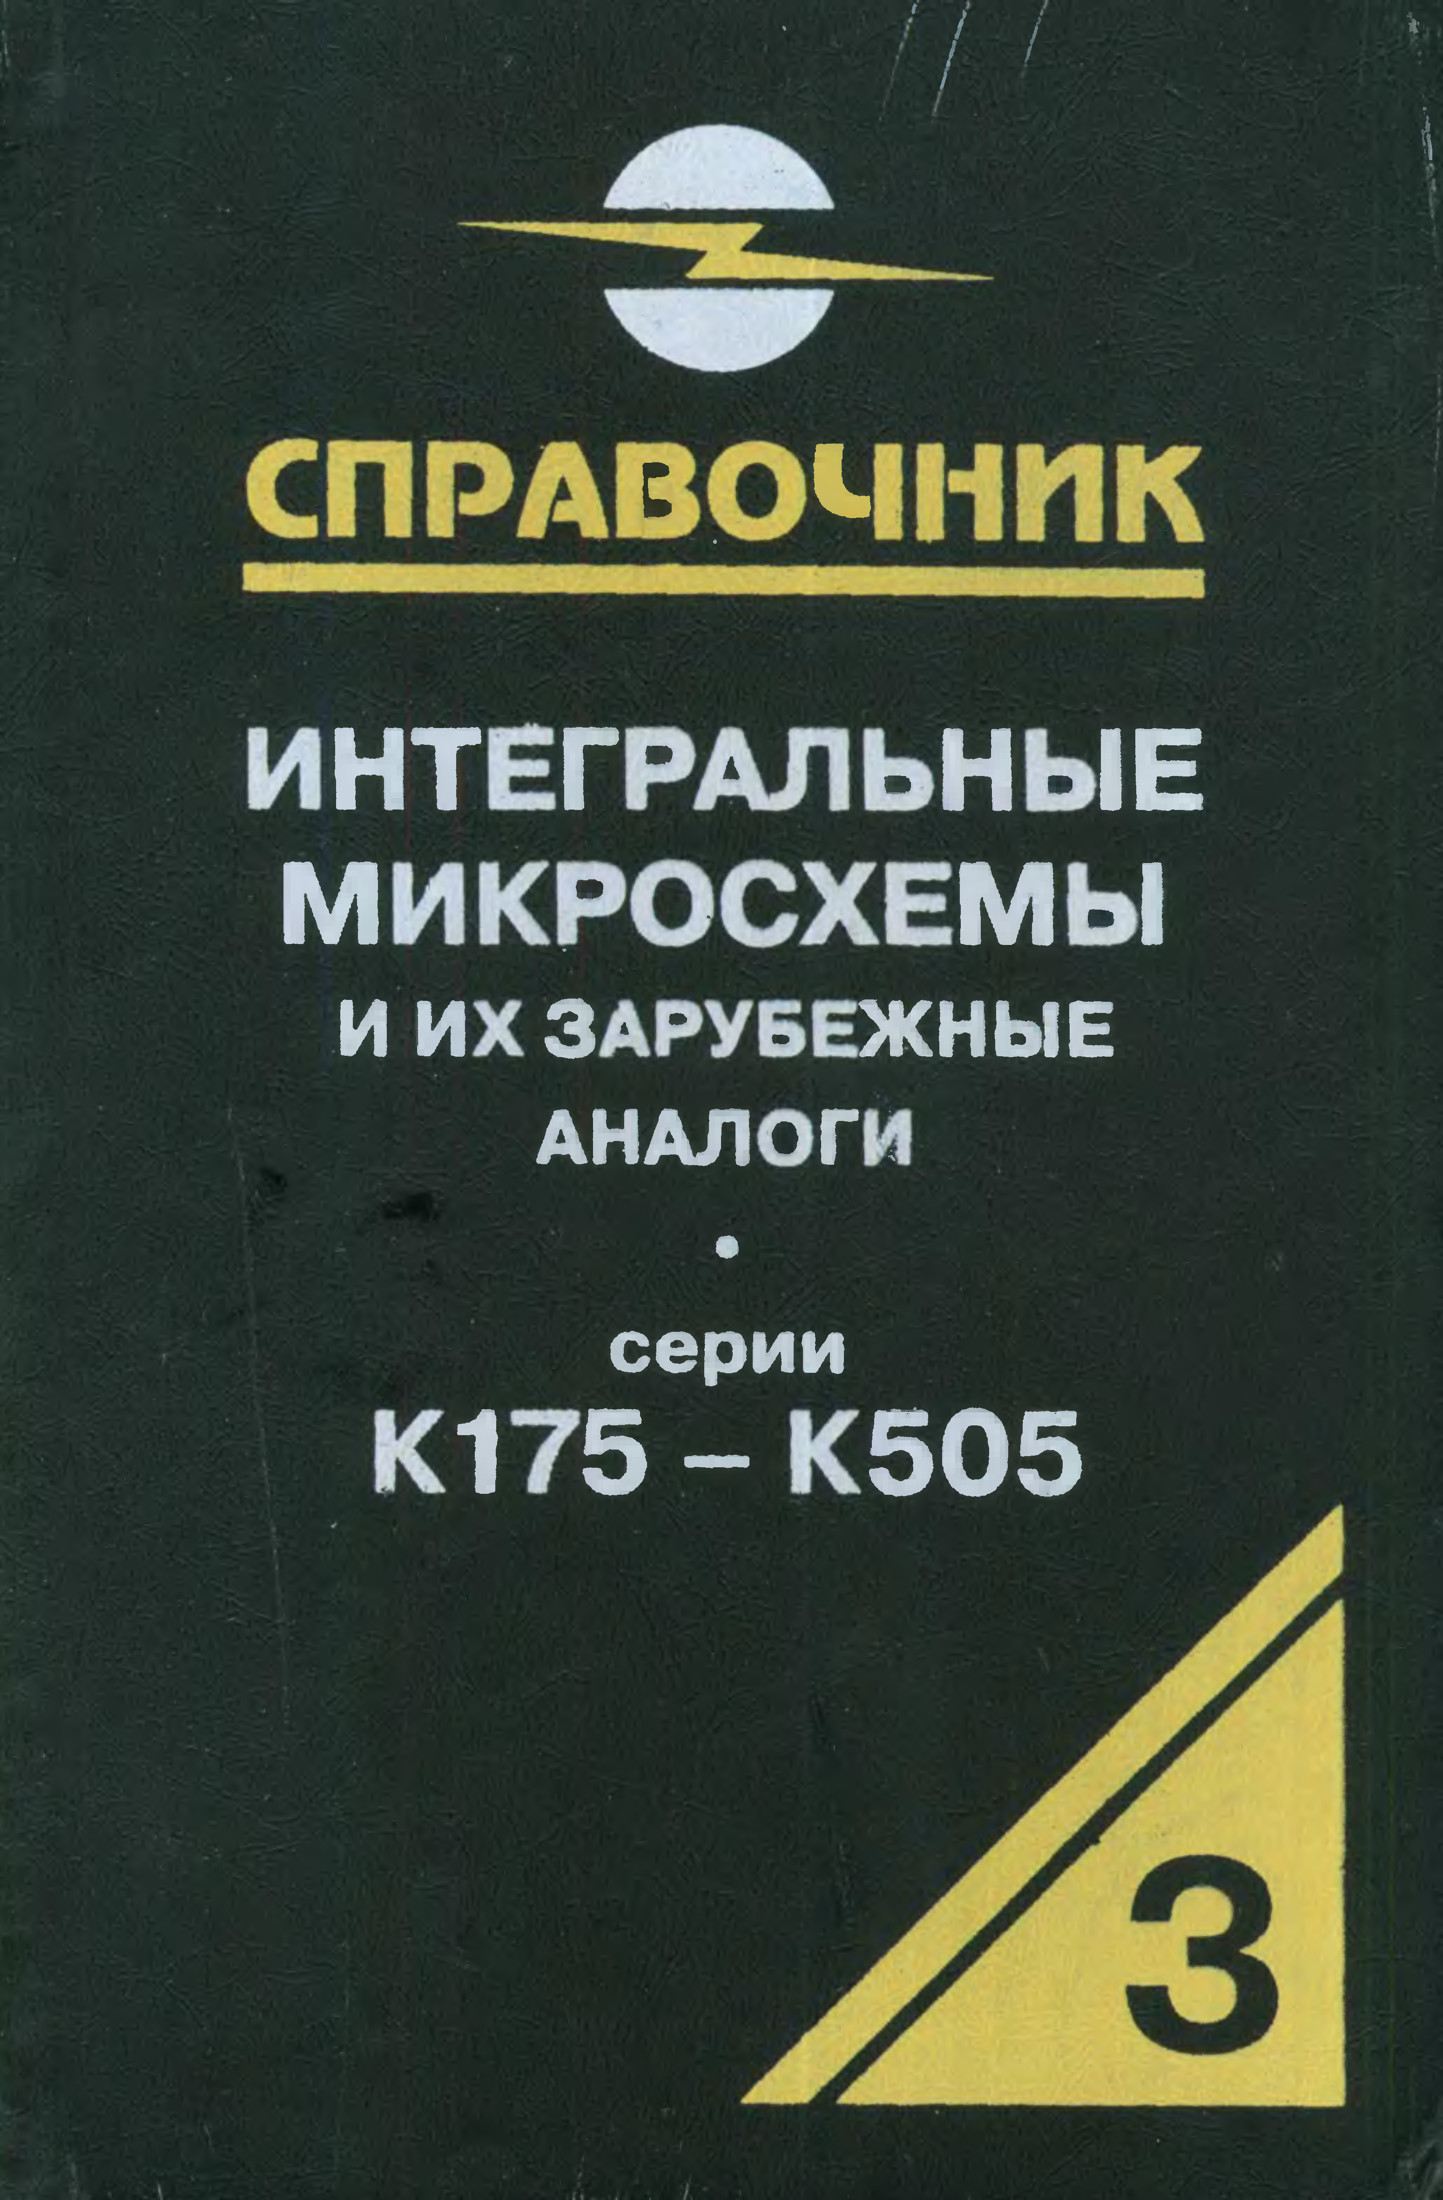 СПРАВОЧНИК
ИНТЕГРАЛЬНЫЕ
МИКРОСХЕМЫ
И ИХ ЗАРУБЕЖНЫЕ
АНАЛОГИ
•
серии
К175 – К505
3